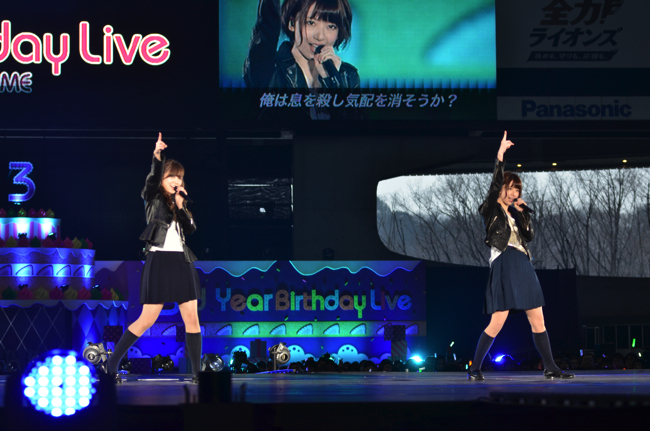 day Live
ME
俺は息を殺し気配を消そうか?
全力!
ライオンズ
Panasonic
3
Year Birthday Live